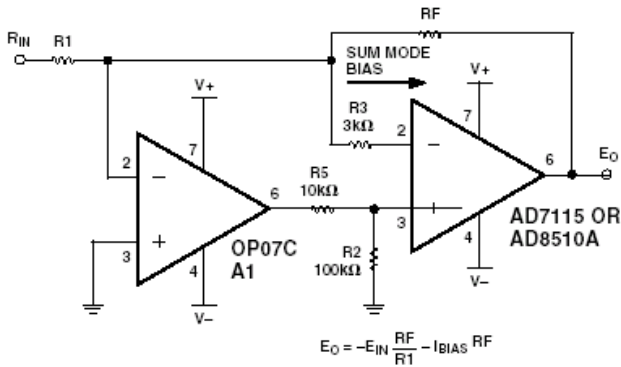 RIN
R1
RF
SUM MODE
BIAS
V+
V+
7
7
R3
3kΩ
2
−
6
EO
2
−
6
R5
10kΩ
+
3
+
3
4
OP07C
A1
R2
100kΩ
4
AD7115 OR
AD8510A
V−
V−
EO = −EIN RF/R1 − IBIAS RF